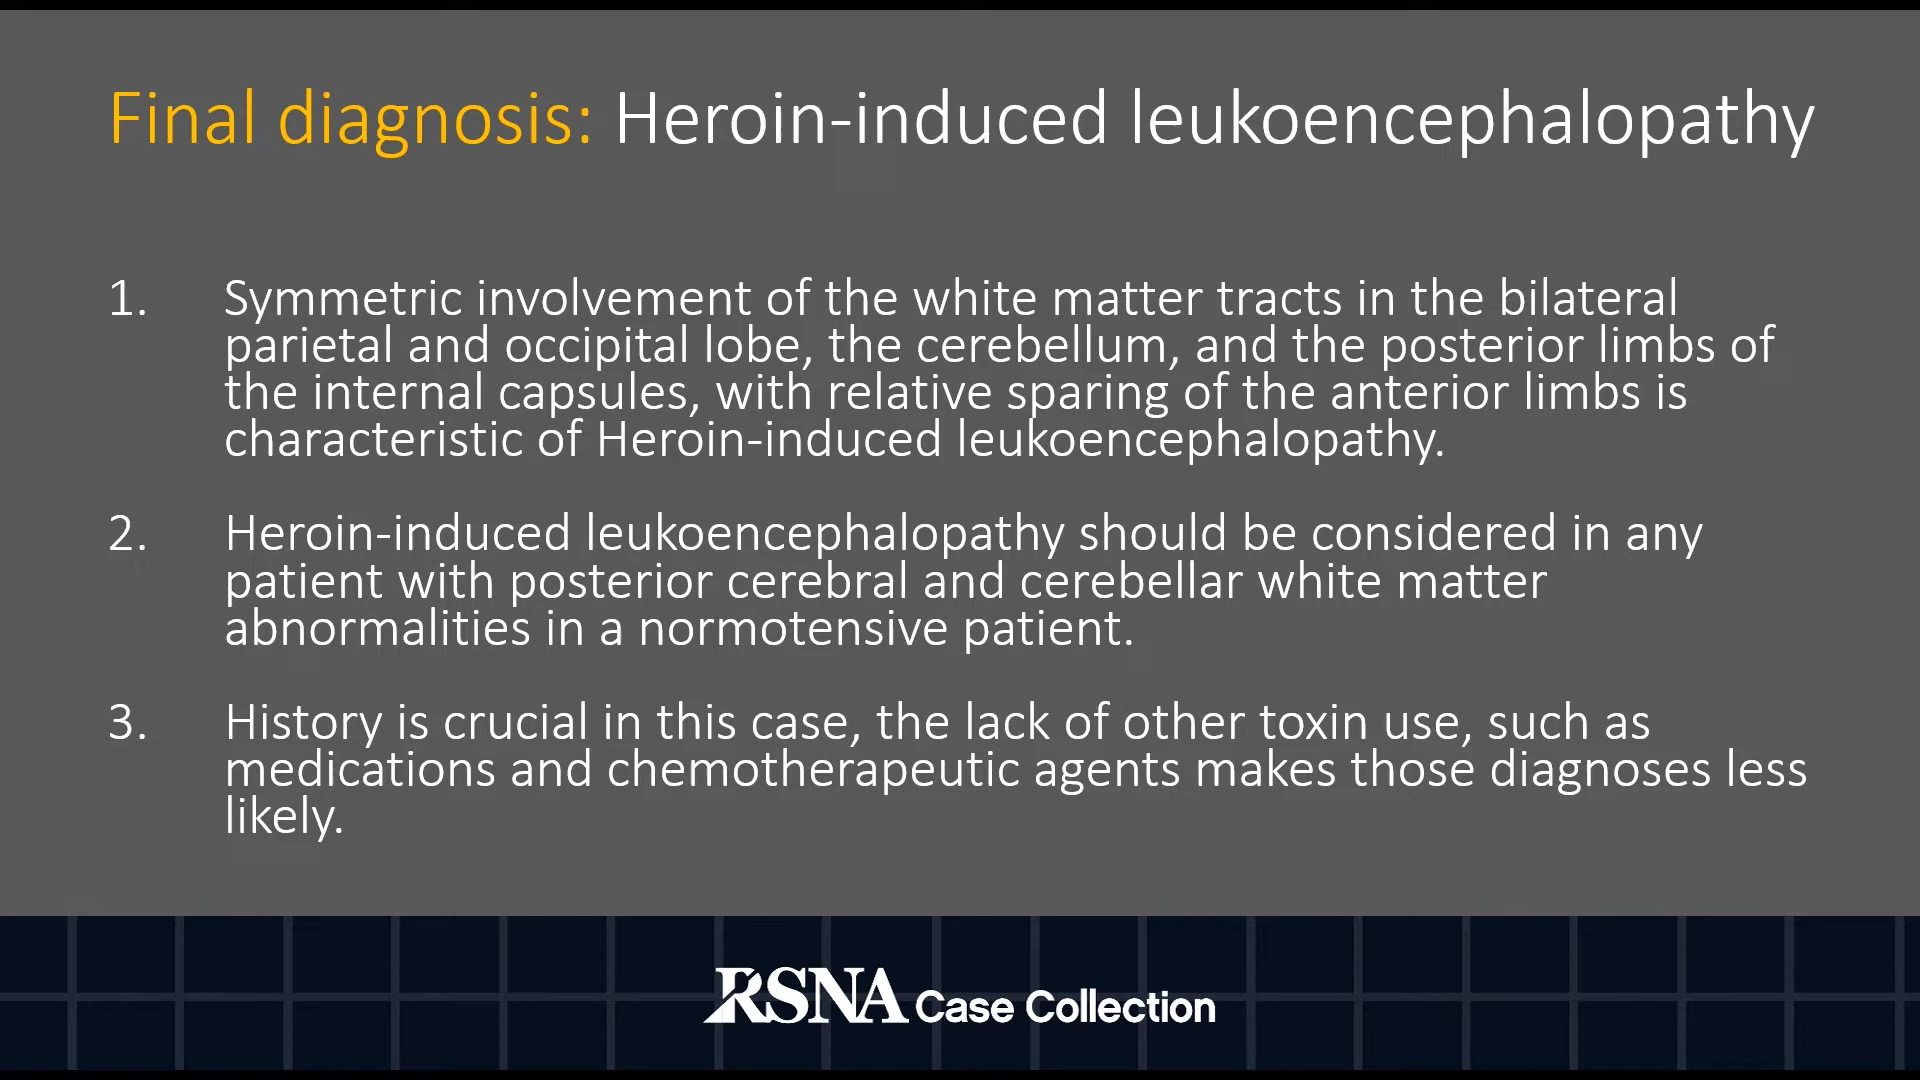 Final diagnosis: Heroin-induced leukoencephalopathy
1. Symmetric involvement of the white matter tracts in the bilateral
parietal and occipital lobe, the cerebellum, and the posterior limbs of
the internal capsules, with relative sparing of the anterior limbs is
characteristic of Heroin-induced leukoencephalopathy.
2. Heroin-induced leukoencephalopathy should be considered in any
patient with posterior cerebral and cerebellar white matter
abnormalities in a normotensive patient.
3. History is crucial in this case, the lack of other toxin use, such as
medications and chemotherapeutic agents makes those diagnoses less
likely.
RSNA Case Collection